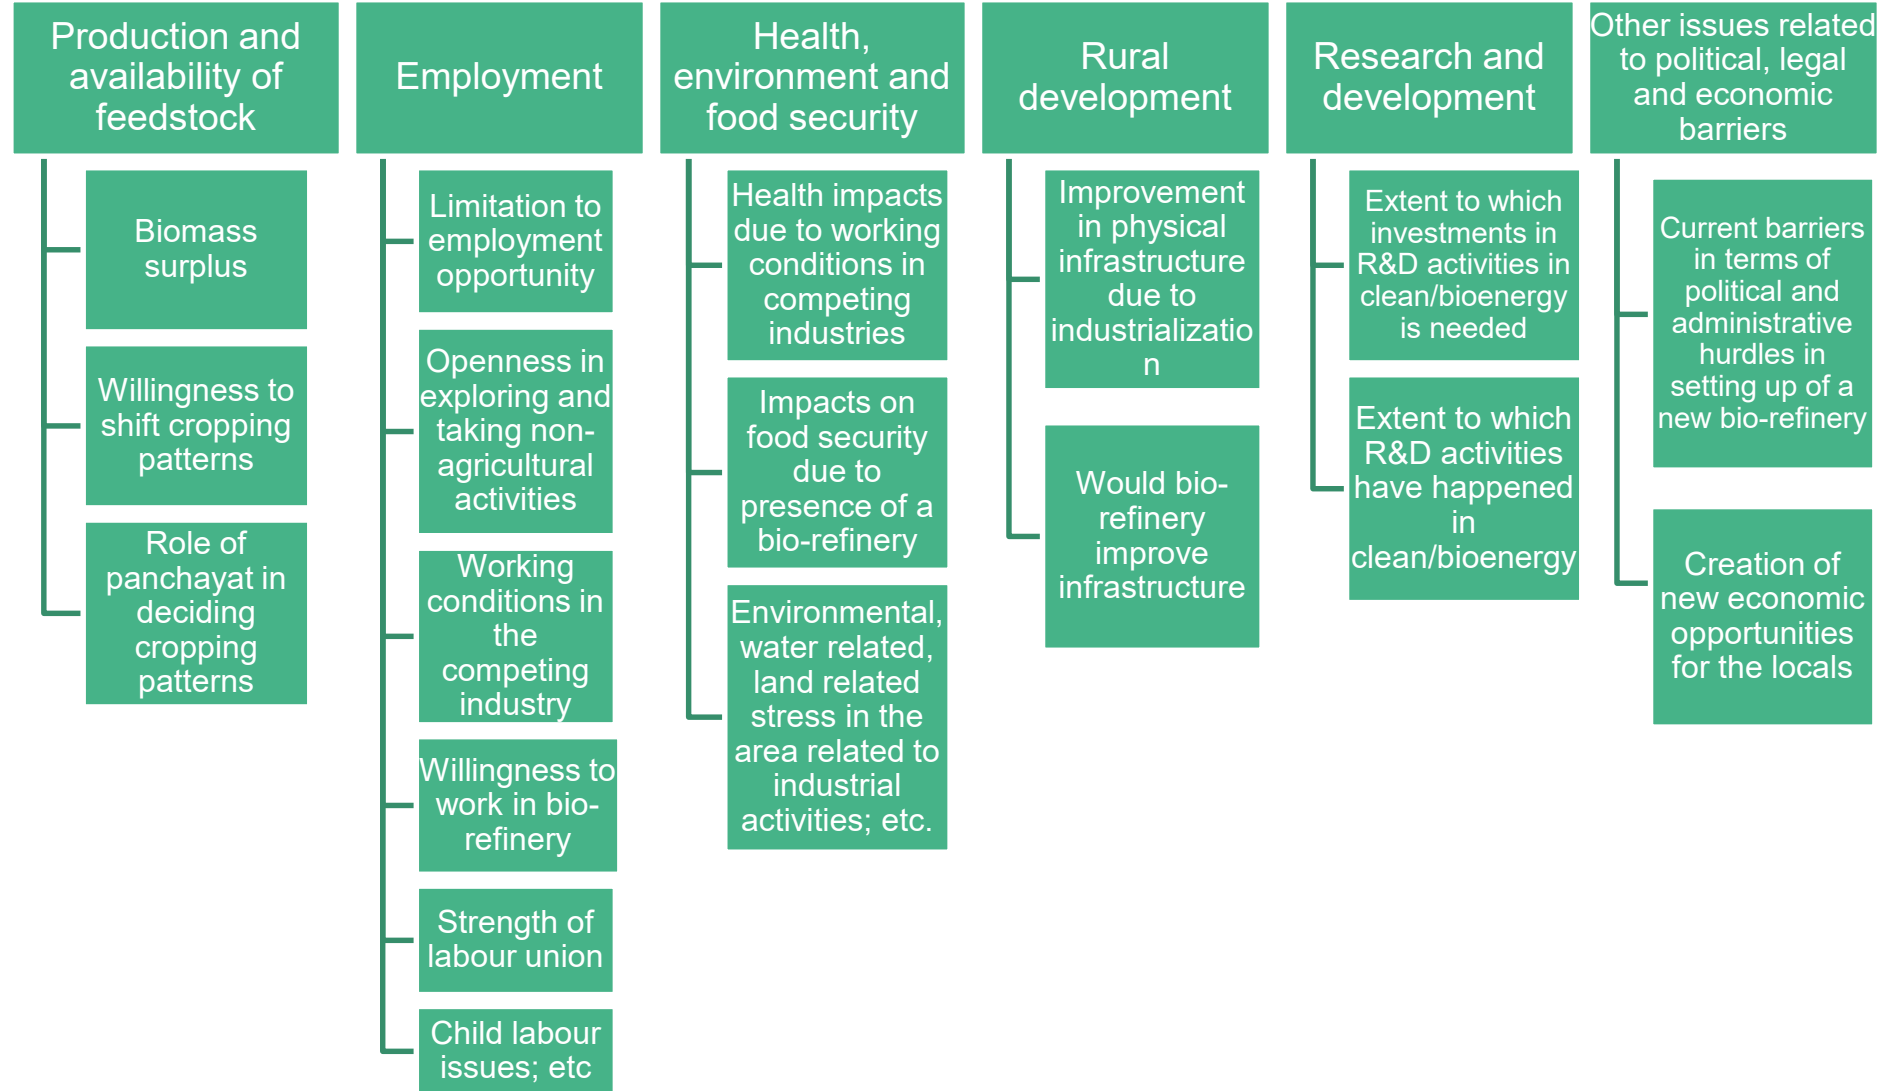 Production and
availability of
feedstock
Biomass
surplus
Willingness to
shift cropping
patterns
Role of
panchayat in
deciding
cropping
patterns
Employment
Limitation to
employment
opportunity
Openness in
exploring and
taking non-
agricultural
activities
Working
conditions in
the
competing
industry
Willingness to
work in bio-
refinery
Strength of
labour union
Child labour
issues; etc
Health,
environment and
food security
Health impacts
due to working
conditions in
competing
industries
Impacts on
food security
due to
presence of a
bio-refinery
Environmental,
water related,
land related
stress in the
area related to
industrial
activities; etc.
Rural
development
Improvement
in physical
infrastructure
due to
industrializatio
n
Would bio-
refinery
improve
infrastructure
Research and
development
Extent to which
investments in
R&D activities in
clean/bioenergy
is needed
Extent to which
R&D activities
have happened
in
clean/bioenergy
Other issues related
to political, legal
and economic
barriers
Current barriers
in terms of
political and
administrative
hurdles in
setting up of a
new bio-refinery
Creation of
new economic
opportunities
for the locals